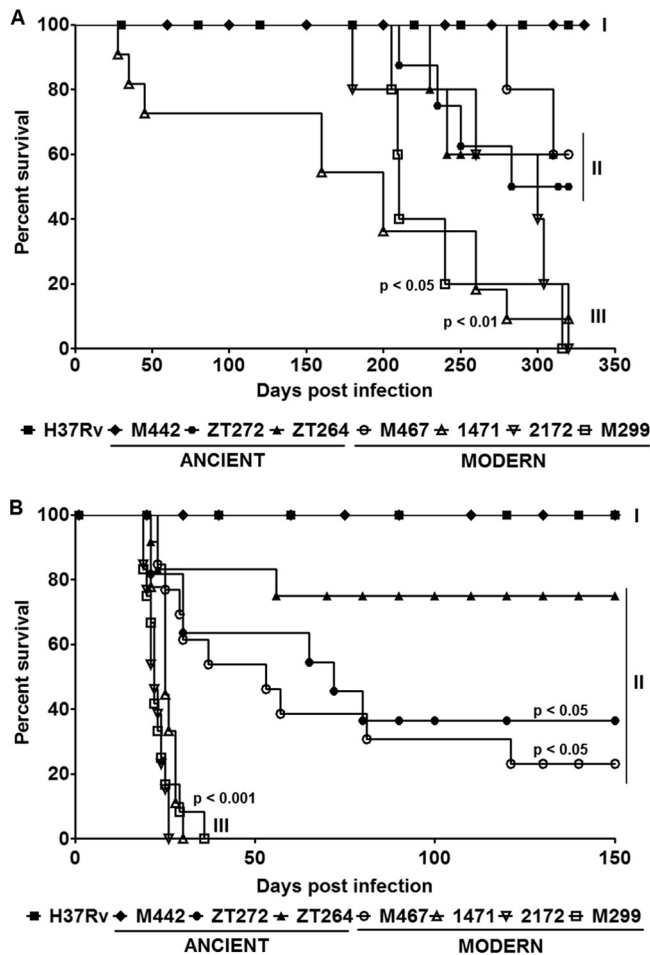 A
I
100
80
60
II
40
20
p < 0.05
p < 0.01
III
0
0 50 100 150 200 250 300 350
Percent survival
Days post infection
H37Rv M442 ZT272 ZT264 M467 1471 2172 M299
ANCIENT MODERN
B
I
100
80
60
II
40
p < 0.05
p < 0.05
20
p < 0.001
III
0
0 50 100 150
Percent survival
Days post infection
H37Rv M442 ZT272 ZT264 M467 1471 2172 M299
ANCIENT MODERN